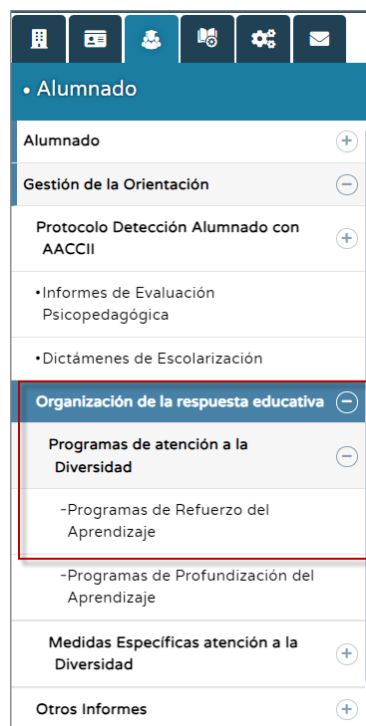 • Alumnado
Alumnado
Gestión de la Orientación
Protocolo Detección Alumnado con
AACCII
•Informes de Evaluación
Psicopedagógica
•Dictámenes de Escolarización
Organización de la respuesta educativa
Programas de atención a la
Diversidad
-Programas de Refuerzo del
Aprendizaje
-Programas de Profundización del
Aprendizaje
Medidas Específicas atención a la
Diversidad
Otros Informes